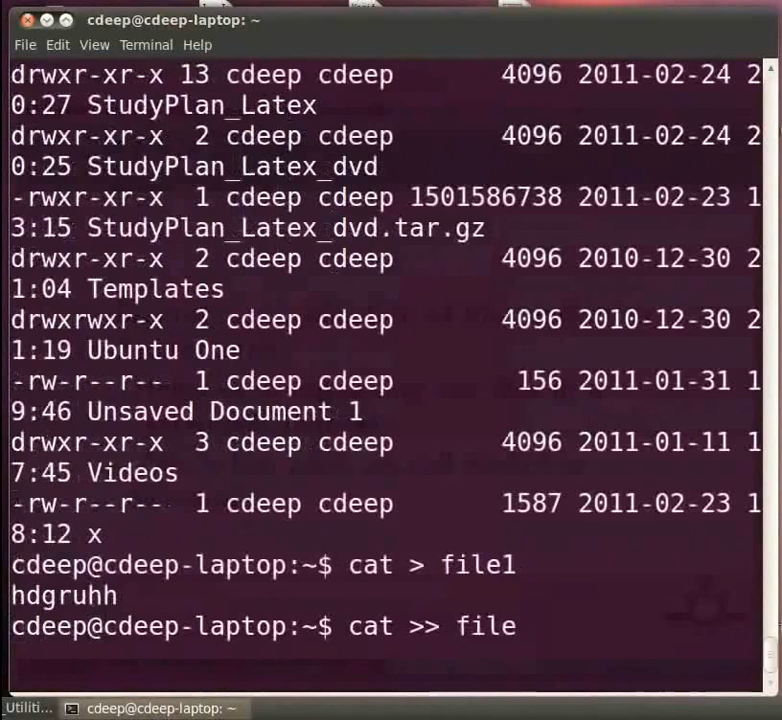 cdeep@cdeep-laptop: ~
File Edit View Terminal Help
drwxr-xr-x 13 cdeep cdeep       4096 2011-02-24 2
0:27 StudyPlan_Latex
drwxr-xr-x  2 cdeep cdeep       4096 2011-02-24 2
0:25 StudyPlan_Latex_dvd
-rwxr-xr-x  1 cdeep cdeep 1501586738 2011-02-23 1
3:15 StudyPlan_Latex_dvd.tar.gz
drwxr-xr-x  2 cdeep cdeep       4096 2010-12-30 2
1:04 Templates
drwxrwxr-x  2 cdeep cdeep       4096 2010-12-30 2
1:19 Ubuntu One
-rw-r--r--  1 cdeep cdeep        156 2011-01-31 1
9:46 Unsaved Document 1
drwxr-xr-x  3 cdeep cdeep       4096 2011-01-11 1
7:45 Videos
-rw-r--r--  1 cdeep cdeep       1587 2011-02-23 1
8:12 x
cdeep@cdeep-laptop:~$ cat > file1
hdgruhh
cdeep@cdeep-laptop:~$ cat >> file
Utiliti... cdeep@cdeep-laptop: ~